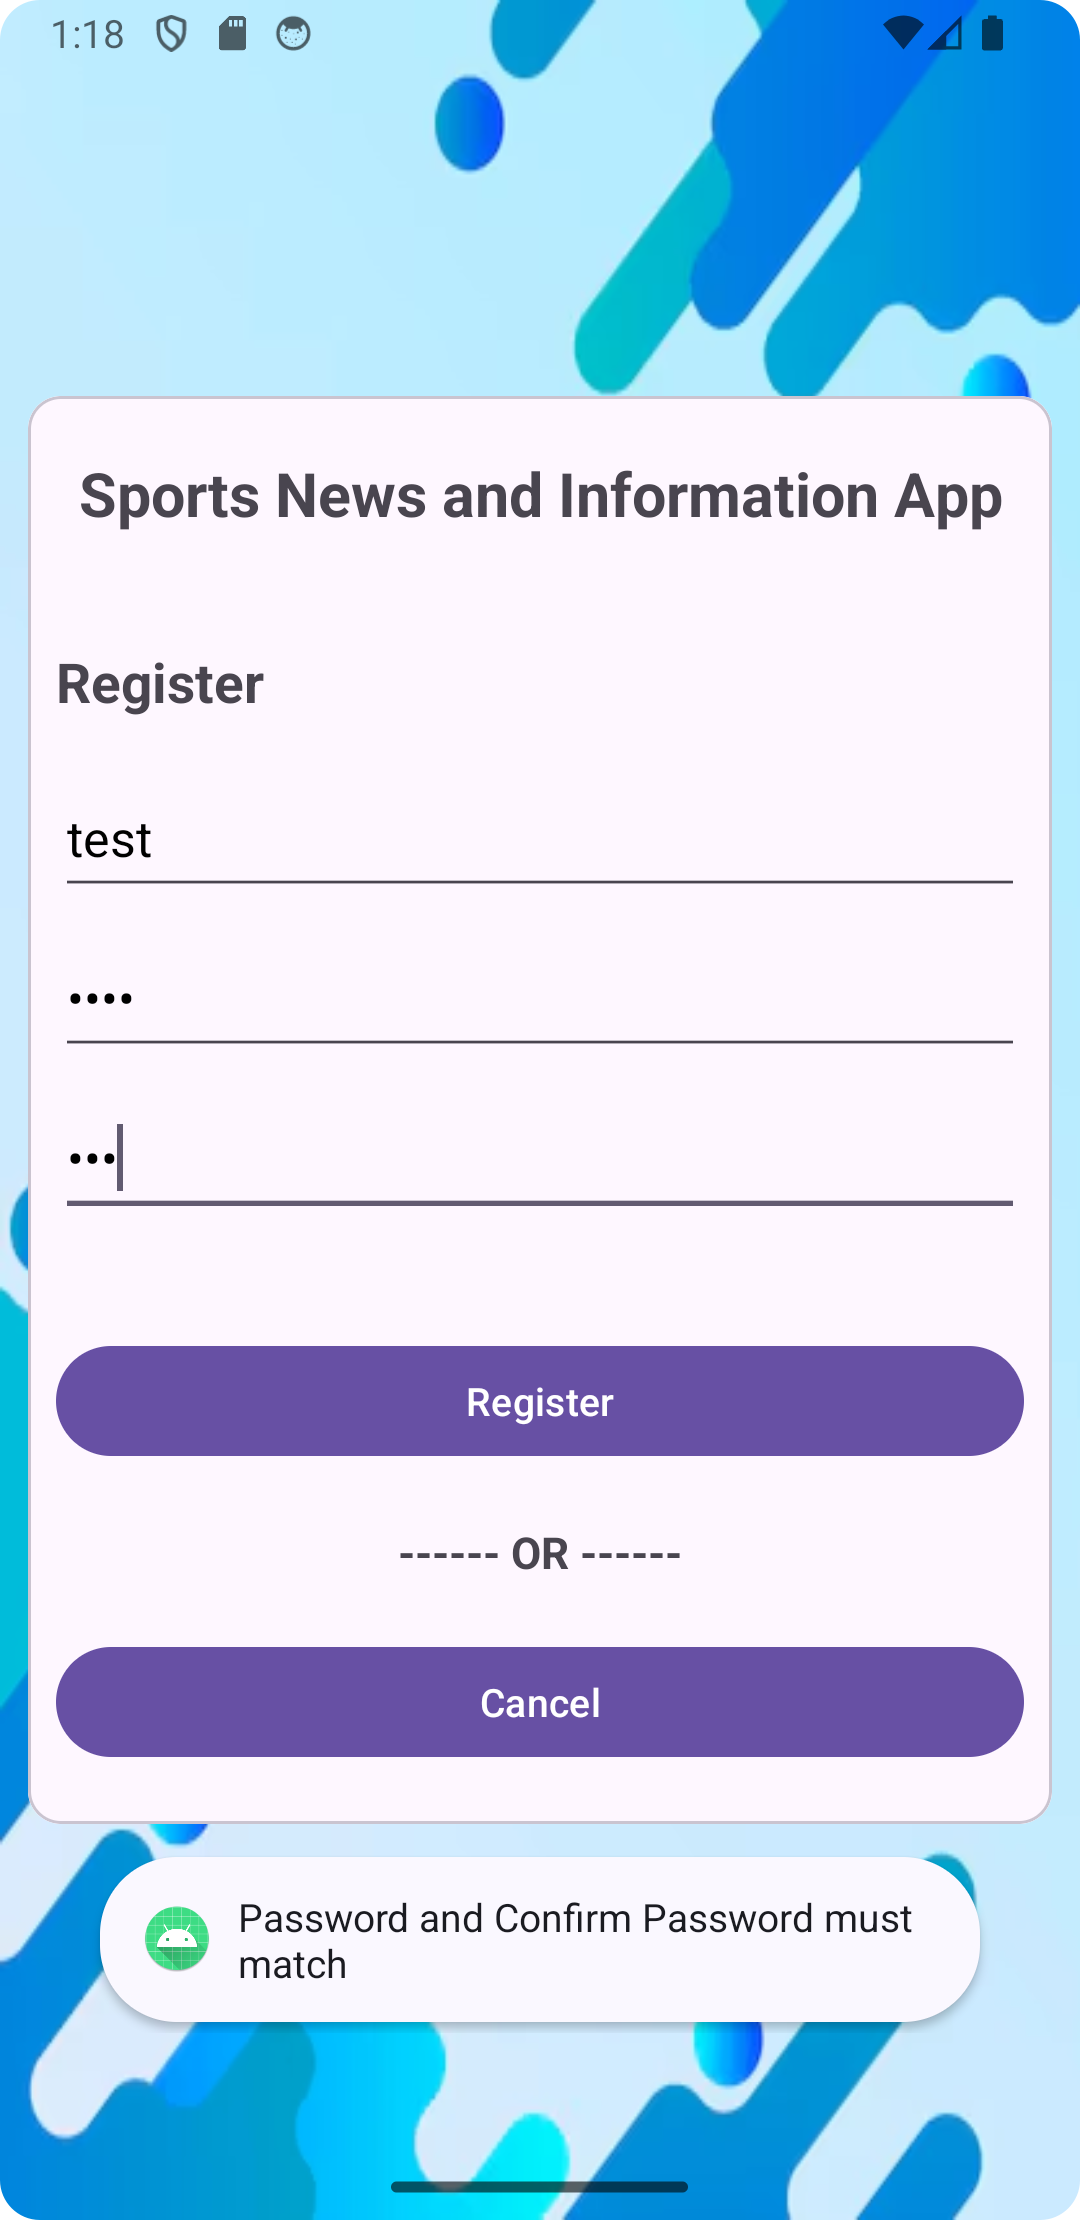 1:18
Sports News and Information App
Register
test
••••
•••
Register
------ OR ------
Cancel
Password and Confirm Password must
match